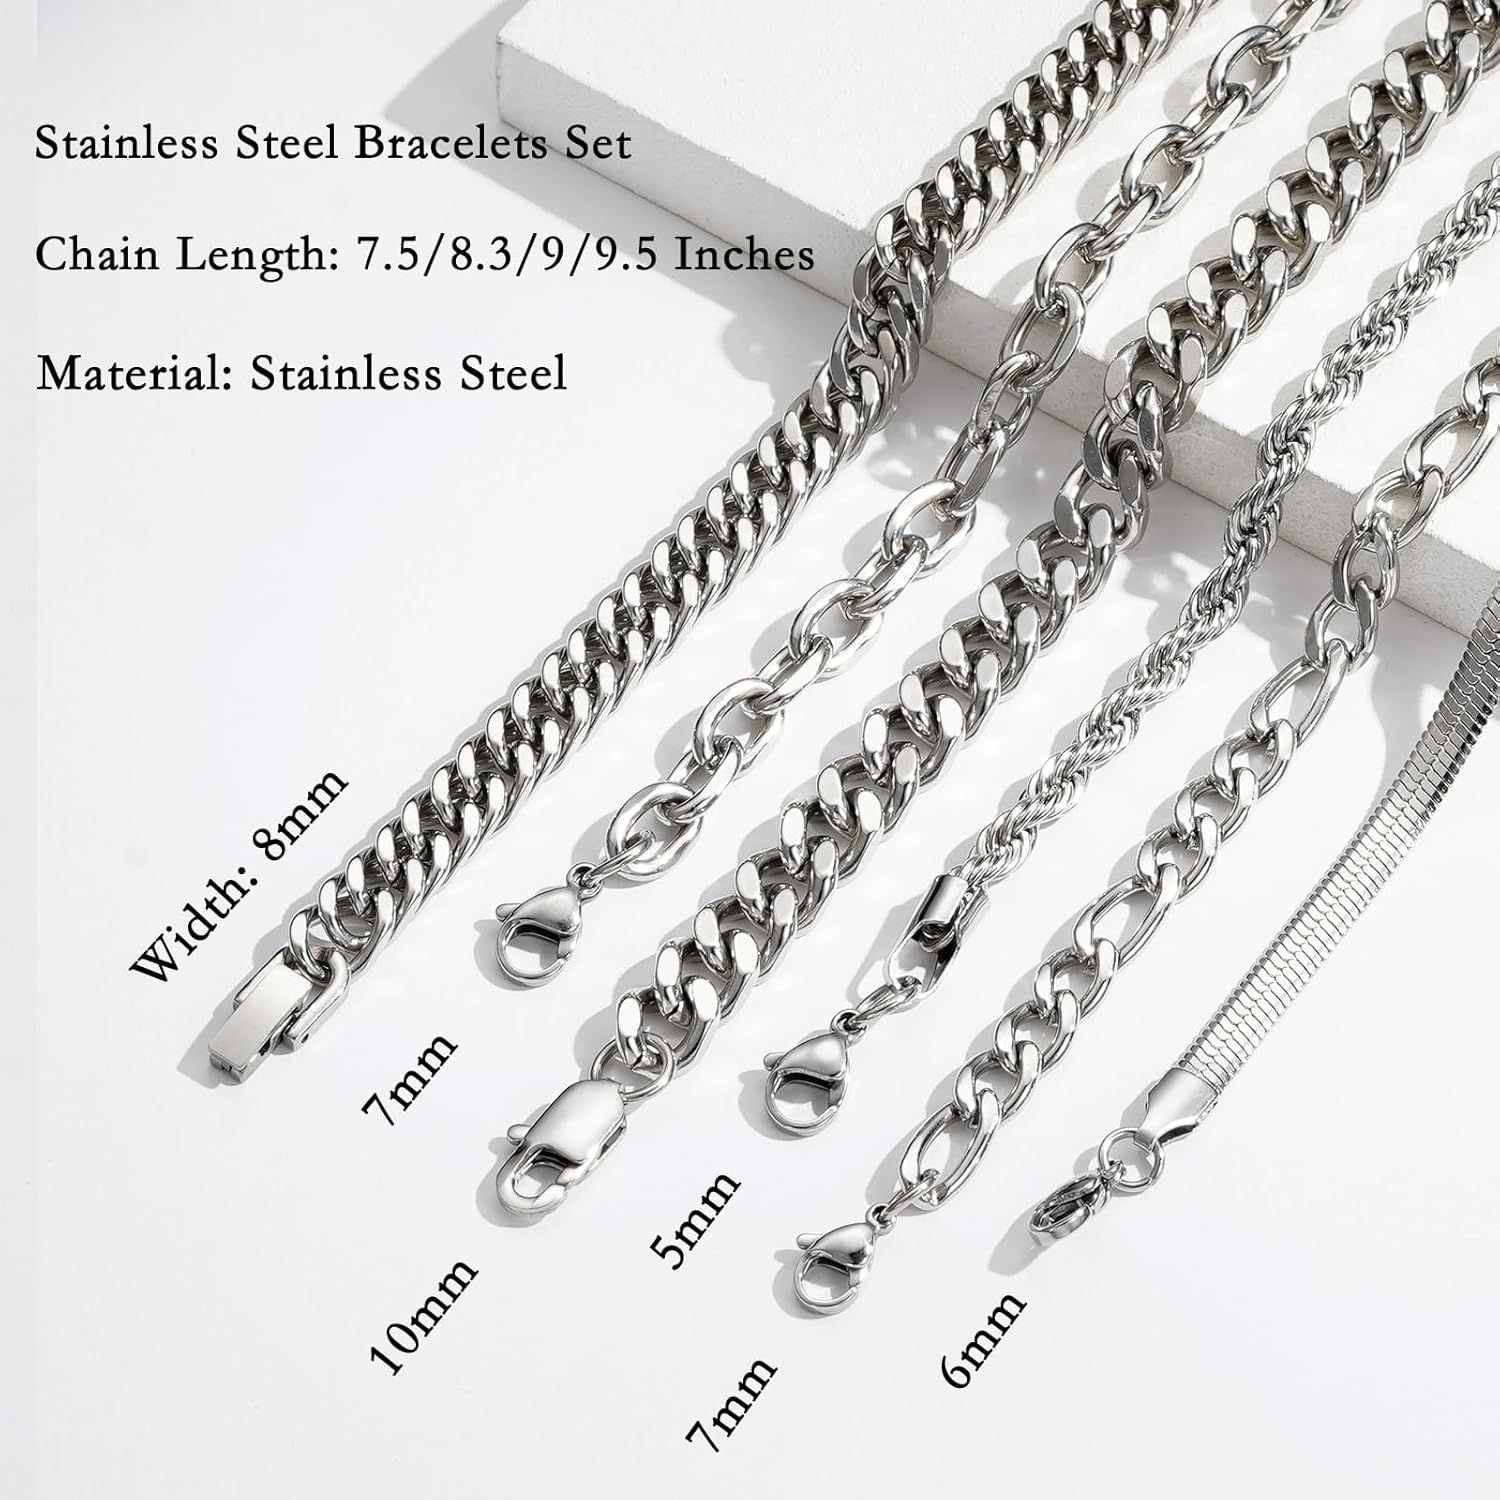 Stainless Steel Bracelets Set
Chain Length: 7.5/8.3/9/9.5 Inches
Material: Stainless Steel
Width: 8mm
7mm
10mm
5mm
7mm
6mm